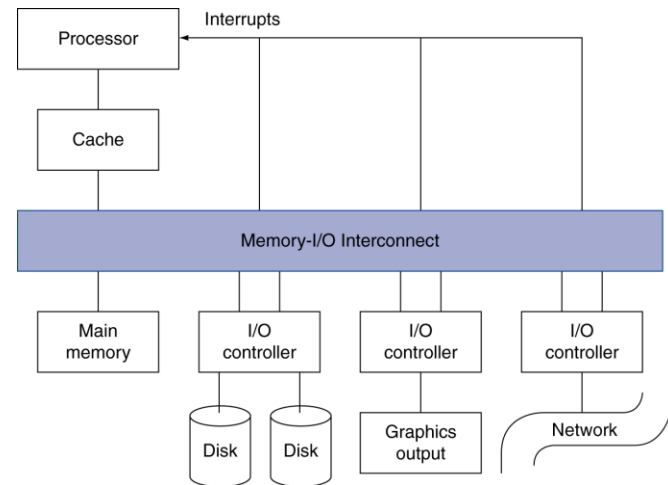 Interrupts
Processor
Cache
Memory-I/O Interconnect
Main
memory
I/O
controller
I/O
controller
I/O
controller
Disk
Disk
Graphics
output
Network